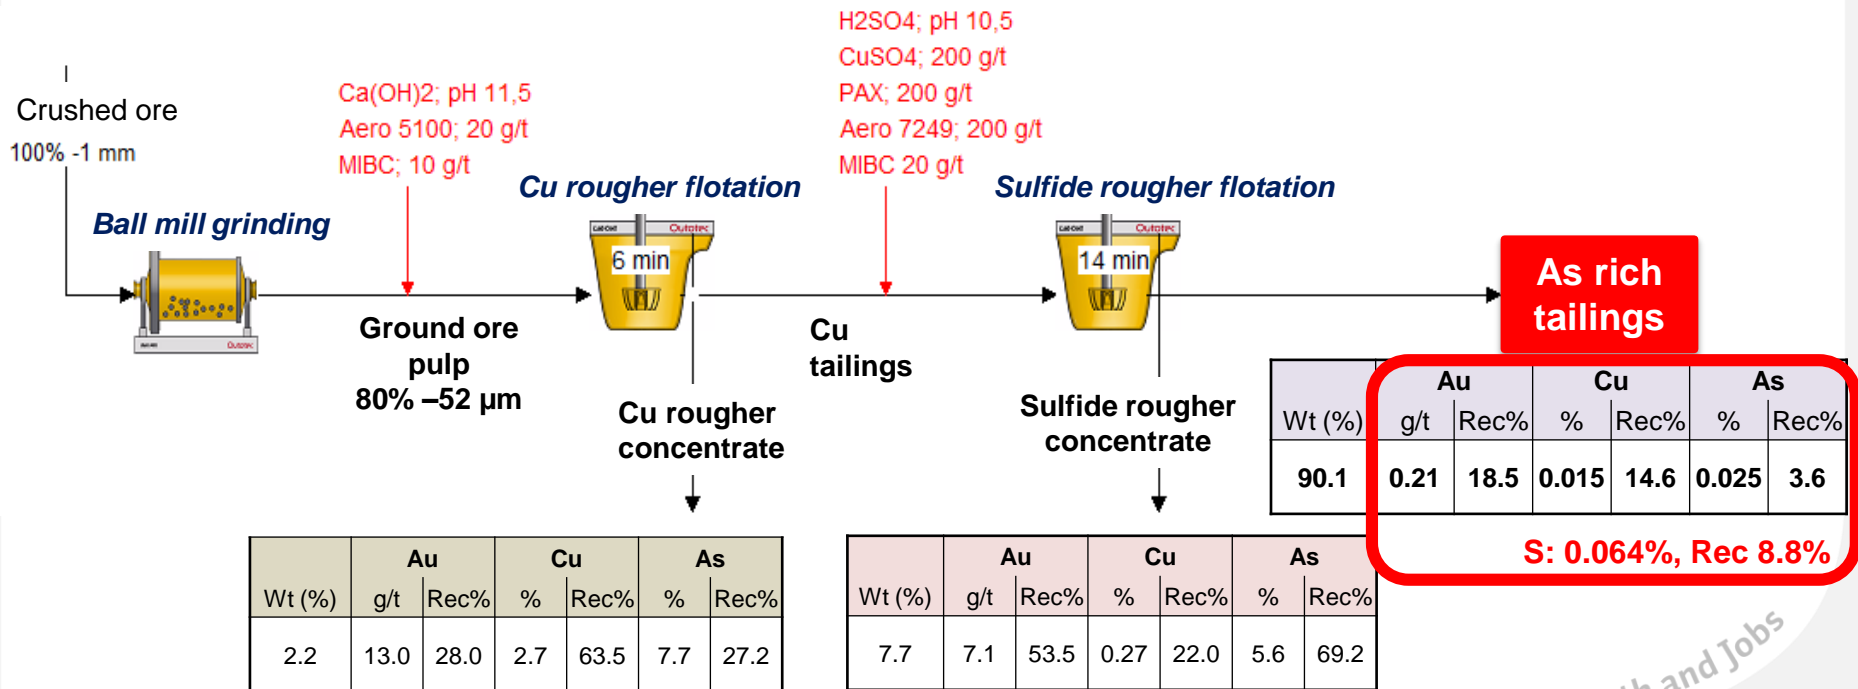 H2SO4; pH 10,5
CuSO4; 200 g/t
PAX; 200 g/t
Aero 7249; 200 g/t
MIBC 20 g/t
Crushed ore
100% -1 mm
Ca(OH)2; pH 11,5
Aero 5100; 20 g/t
MIBC; 10 g/t
Cu rougher flotation
Sulfide rougher flotation
Ball mill grinding
Outotec
6 min
Outotec
14 min
Outotec
As rich
tailings
Ground ore
pulp
80% –52 µm
Cu
tailings
Cu rougher
concentrate
Sulfide rougher
concentrate
Au Cu As
Wt (%) g/t Rec% % Rec% % Rec%
90.1 0.21 18.5 0.015 14.6 0.025 3.6
S: 0.064%, Rec 8.8%
Au Cu As
Wt (%) g/t Rec% % Rec% % Rec%
2.2 13.0 28.0 2.7 63.5 7.7 27.2
Au Cu As
Wt (%) g/t Rec% % Rec% % Rec%
7.7 7.1 53.5 0.27 22.0 5.6 69.2
th and Jobs